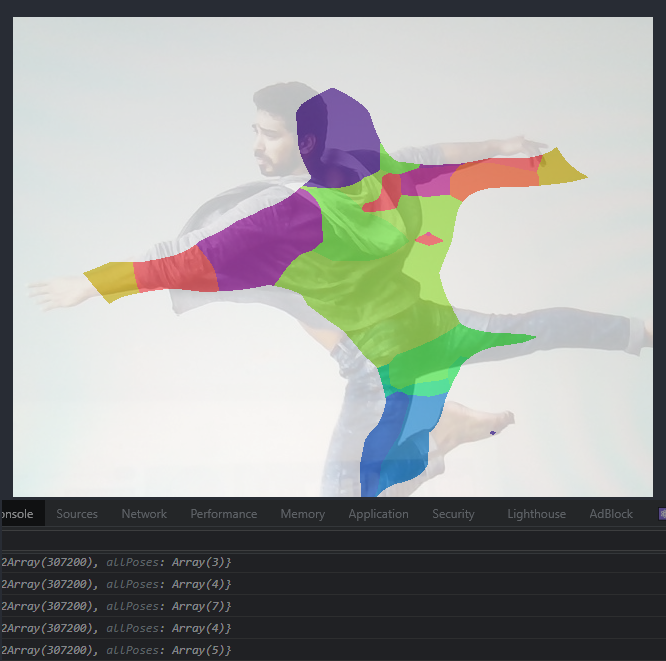 onsole Sources Network Performance Memory Application Security Lighthouse AdBlock
2Array(307200), allPoses: Array(3)}
2Array(307200), allPoses: Array(4)}
2Array(307200), allPoses: Array(7)}
2Array(307200), allPoses: Array(4)}
2Array(307200), allPoses: Array(5)}